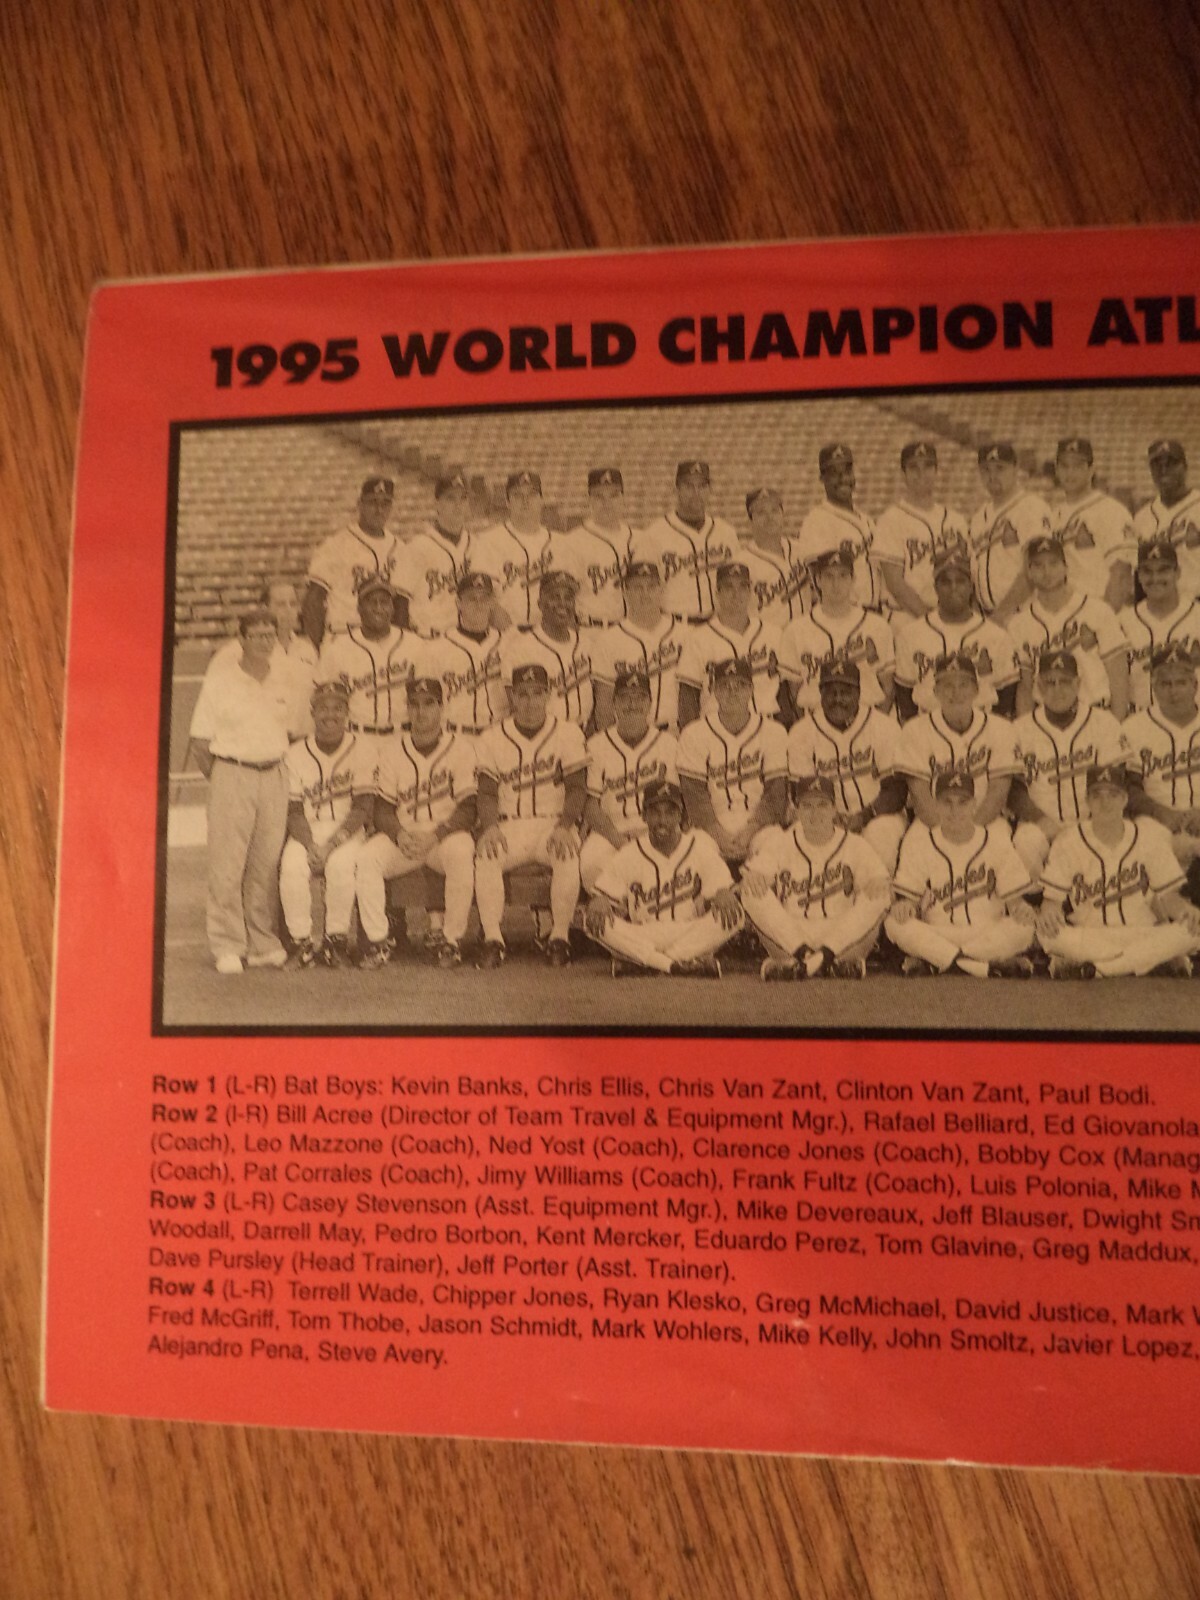 1995 WORLD CHAMPION ATL
Row 1 (L-R) Bat Boys: Kevin Banks, Chris Ellis, Chris Van Zant, Clinton Van Zant, Paul Bodi.
Row 2 (l-R) Bill Acree (Director of Team Travel & Equipment Mgr.), Rafael Belliard, Ed Giovanola
(Coach), Leo Mazzone (Coach), Ned Yost (Coach), Clarence Jones (Coach), Bobby Cox (Manag
(Coach), Pat Corrales (Coach), Jimy Williams (Coach), Frank Fultz (Coach), Luis Polonia, Mike M
Row 3 (L-R) Casey Stevenson (Asst. Equipment Mgr.), Mike Devereaux, Jeff Blauser, Dwight Sm
Woodall, Darrell May, Pedro Borbon, Kent Mercker, Eduardo Perez, Tom Glavine, Greg Maddux,
Dave Pursley (Head Trainer), Jeff Porter (Asst. Trainer).
Row 4 (L-R) Terrell Wade, Chipper Jones, Ryan Klesko, Greg McMichael, David Justice, Mark
Fred McGriff, Tom Thobe, Jason Schmidt, Mark Wohlers, Mike Kelly, John Smoltz, Javier Lopez,
Alejandro Pena, Steve Avery.